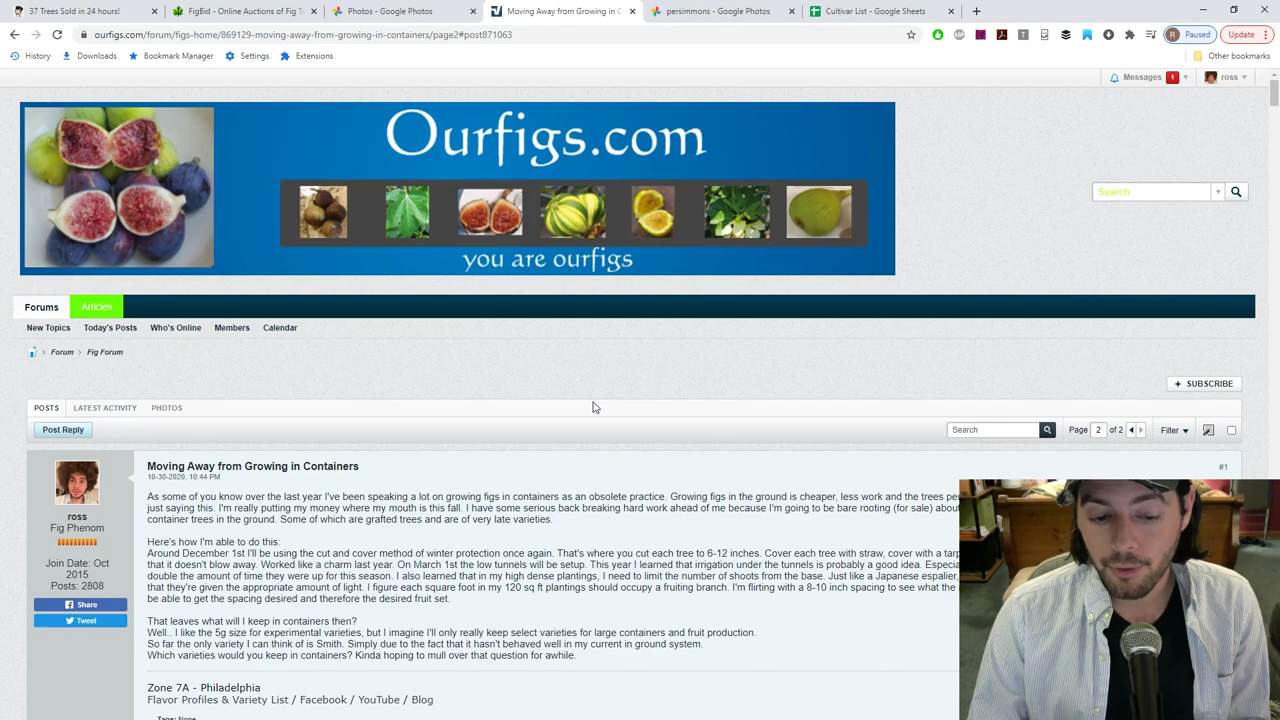 37 Trees Sold in 24 hours!
FigBid - Online Auctions of Fig T
Photos - Google Photos
Moving Away from Growing in C
persimmons - Google Photos
Cultivar List - Google Sheets
ourfigs.com/forum/figs-home/869129-moving-away-from-growing-in-containers/page2#post871063
Paused
Update
History
Downloads
Bookmark Manager
Settings
Extensions
Other bookmarks
Messages 1
ross
Ourfigs.com
you are ourfigs
Search
Forums
Articles
New Topics
Today's Posts
Who's Online
Members
Calendar
Forum
Fig Forum
+ SUBSCRIBE
POSTS
LATEST ACTIVITY
PHOTOS
Post Reply
Search
Page 2 of 2
Filter
Moving Away from Growing in Containers
10-30-2020, 10:44 PM
#1
ross
Fig Phenom
Join Date: Oct
2015
Posts: 2808
Share
Tweet
As some of you know over the last year I've been speaking a lot on growing figs in containers as an obsolete practice. Growing figs in the ground is cheaper, less work and the trees per
just saying this. I'm really putting my money where my mouth is this fall. I have some serious back breaking hard work ahead of me because I'm going to be bare rooting (for sale) abou
container trees in the ground. Some of which are grafted trees and are of very late varieties.
Here's how I'm able to do this:
Around December 1st I'll be using the cut and cover method of winter protection once again. That's where you cut each tree to 6-12 inches. Cover each tree with straw, cover with a tarp
that it doesn't blow away. Worked like a charm last year. On March 1st the low tunnels will be setup. This year I learned that irrigation under the tunnels is probably a good idea. Especia
double the amount of time they were up for this season. I also learned that in my high dense plantings, I need to limit the number of shoots from the base. Just like a Japanese espalier,
that they're given the appropriate amount of light. I figure each square foot in my 120 sq ft plantings should occupy a fruiting branch. I'm flirting with a 8-10 inch spacing to see what the
be able to get the spacing desired and therefore the desired fruit set.
That leaves what will I keep in containers then?
Well.. I like the 5g size for experimental varieties, but I imagine I'll only really keep select varieties for large containers and fruit production.
So far the only variety I can think of is Smith. Simply due to the fact that it hasn't behaved well in my current in ground system.
Which varieties would you keep in containers? Kinda hoping to mull over that question for awhile.
Zone 7A - Philadelphia
Flavor Profiles & Variety List / Facebook / YouTube / Blog
Tags: None